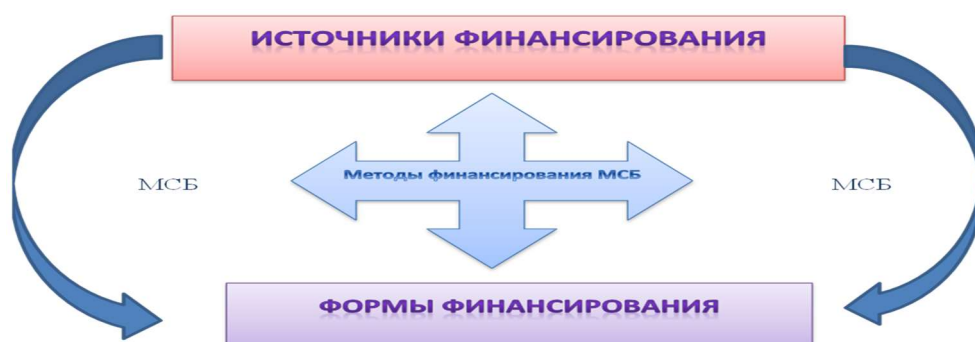 ИСТОЧНИКИ ФИНАНСИРОВАНИЯ
Методы финансирования МСБ
МСБ
МСБ
ФОРМЫ ФИНАНСИРОВАНИЯ